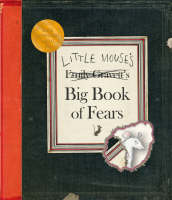 LITTLE MOUSE'S
Emily Gravett's
Big Book
of Fears